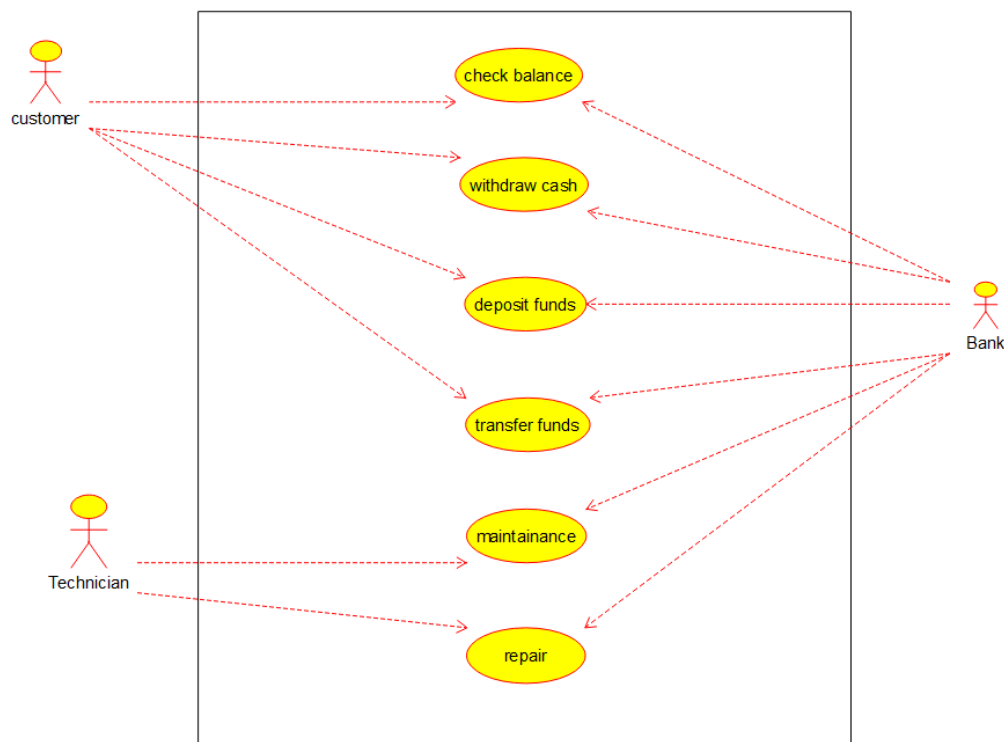 check balance
customer
withdraw cash
deposit funds
Bank
transfer funds
maintainance
Technician
repair